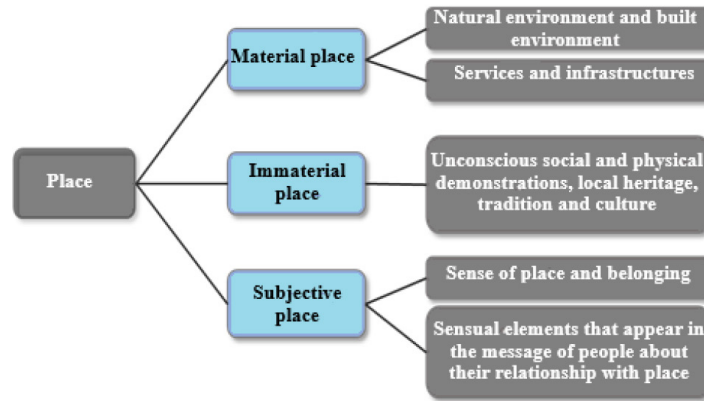 Place
Material place
Natural environment and built
environment
Services and infrastructures
Immaterial
place
Unconscious social and physical
demonstrations, local heritage,
tradition and culture
Subjective
place
Sense of place and belonging
Sensual elements that appear in
the message of people about
their relationship with place